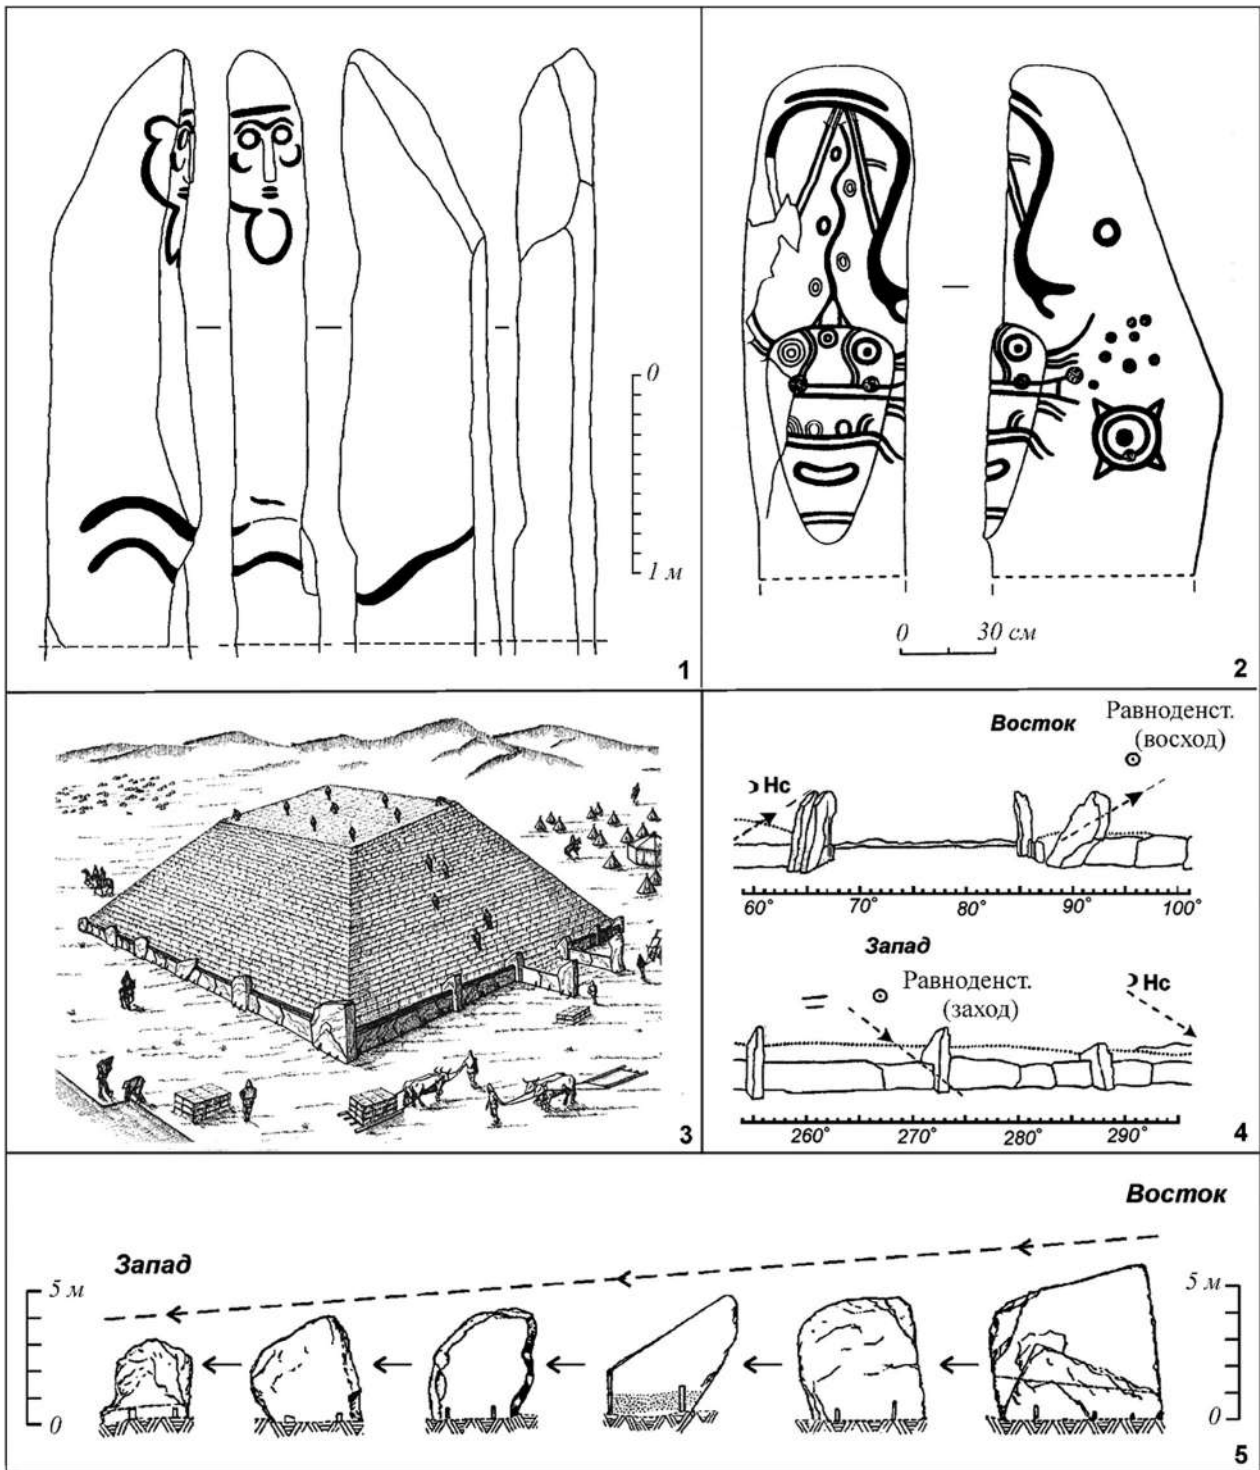 0
1 м
1
0 30 см
2
3
Восток
Равноденст.
(восход)
Нс
60° 70° 80° 90° 100°
Запад
Равноденст.
(заход)
Нс
260° 270° 280° 290°
4
Восток
Запад
5 м
0
5 м
0
5